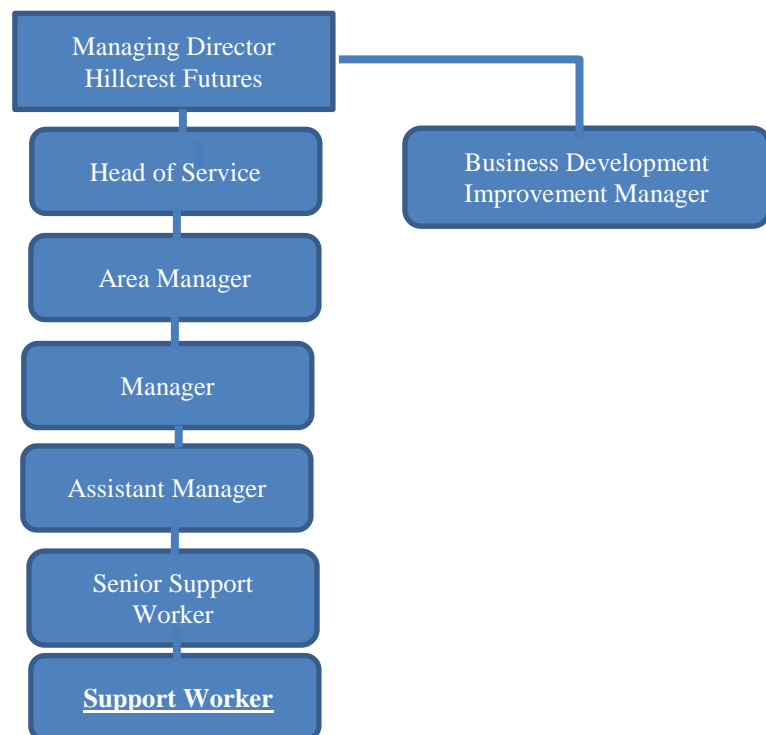 Managing Director
Hillcrest Futures
Head of Service
Business Development
Improvement Manager
Area Manager
Manager
Assistant Manager
Senior Support
Worker
Support Worker